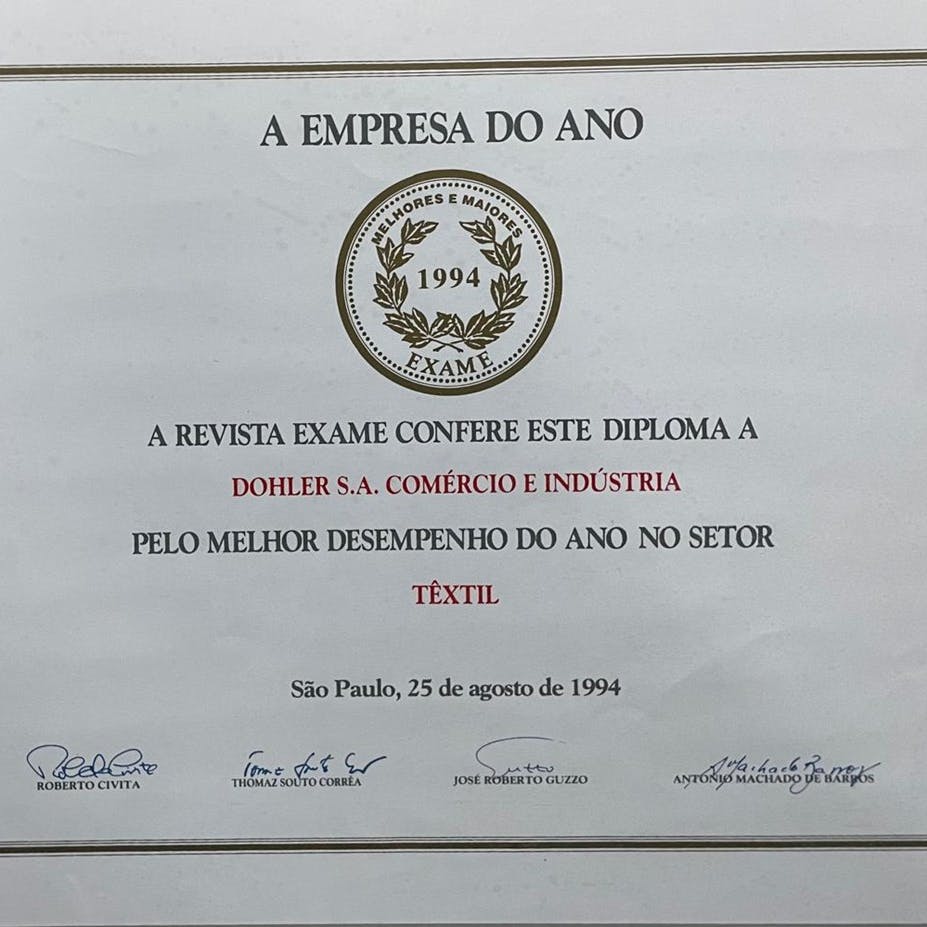 A EMPRESA DO ANO
MELHORES E MAIORES
1994
EXAME
A REVISTA EXAME CONFERE ESTE DIPLOMA A
DOHLER S.A. COMÉRCIO E INDÚSTRIA
PELO MELHOR DESEMPENHO DO ANO NO SETOR
TÊXTIL
São Paulo, 25 de agosto de 1994
ROBERTO CIVITA
THOMAZ SOUTO CORRÊA
JOSÉ ROBERTO GUZZO
ANTONIO MACHADO DE BARROS